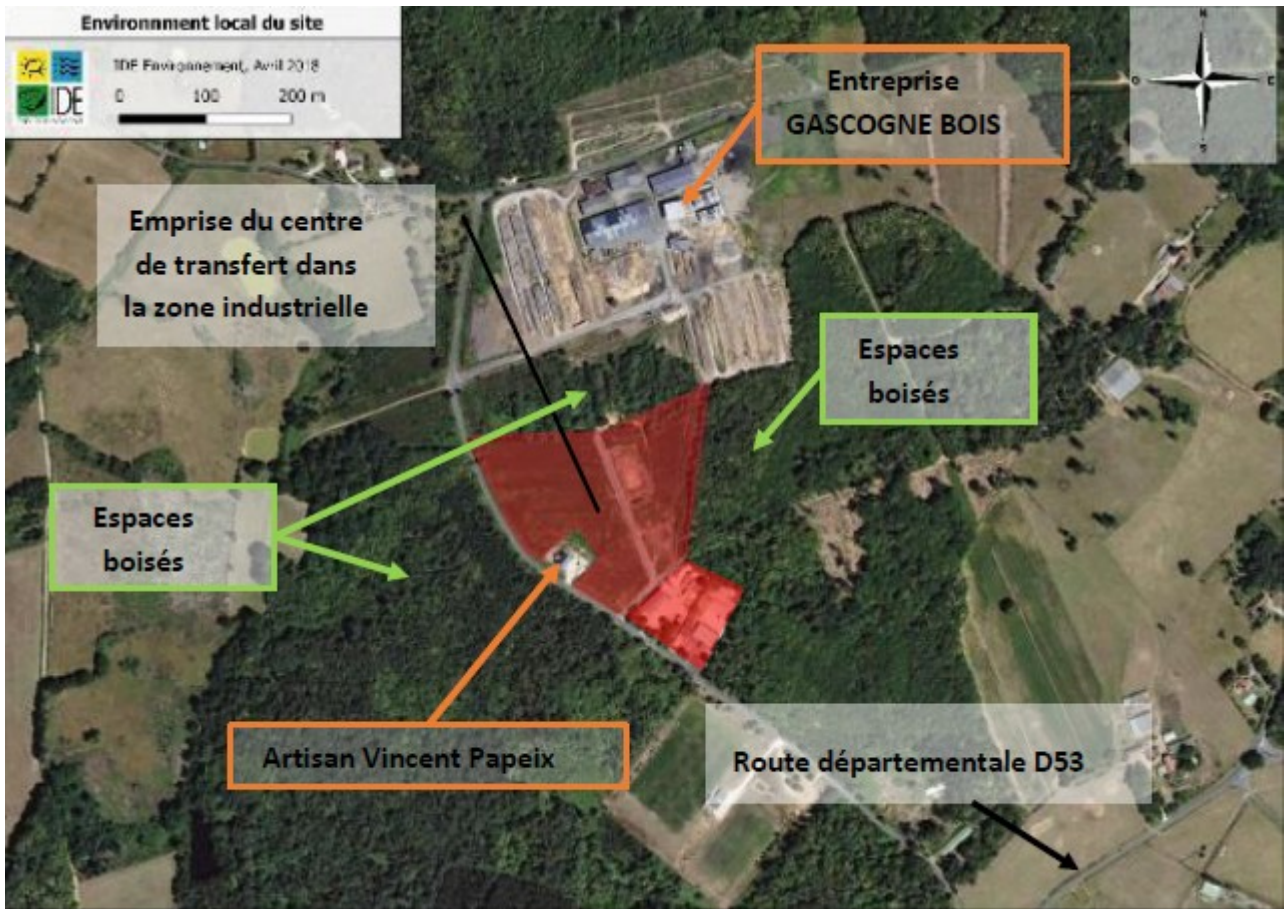 Environnment local du site
IDE Environnement, Avril 2018
0 100 200 m
IDE
N
O E
S
Entreprise
GASCOGNE BOIS
Emprise du centre
de transfert dans
la zone industrielle
Espaces
boisés
Espaces
boisés
Artisan Vincent Papeix
Route départementale D53